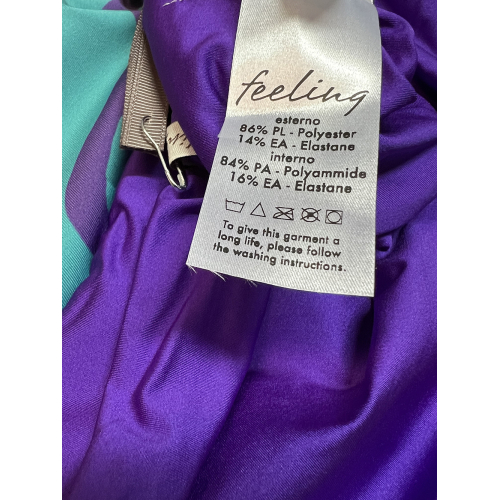 feeling
esterno
86% PL - Polyester
14% EA - Elastane
interno
84% PA - Polyammide
16% EA - Elastane
To give this garment a
long life, please follow
the washing instructions.